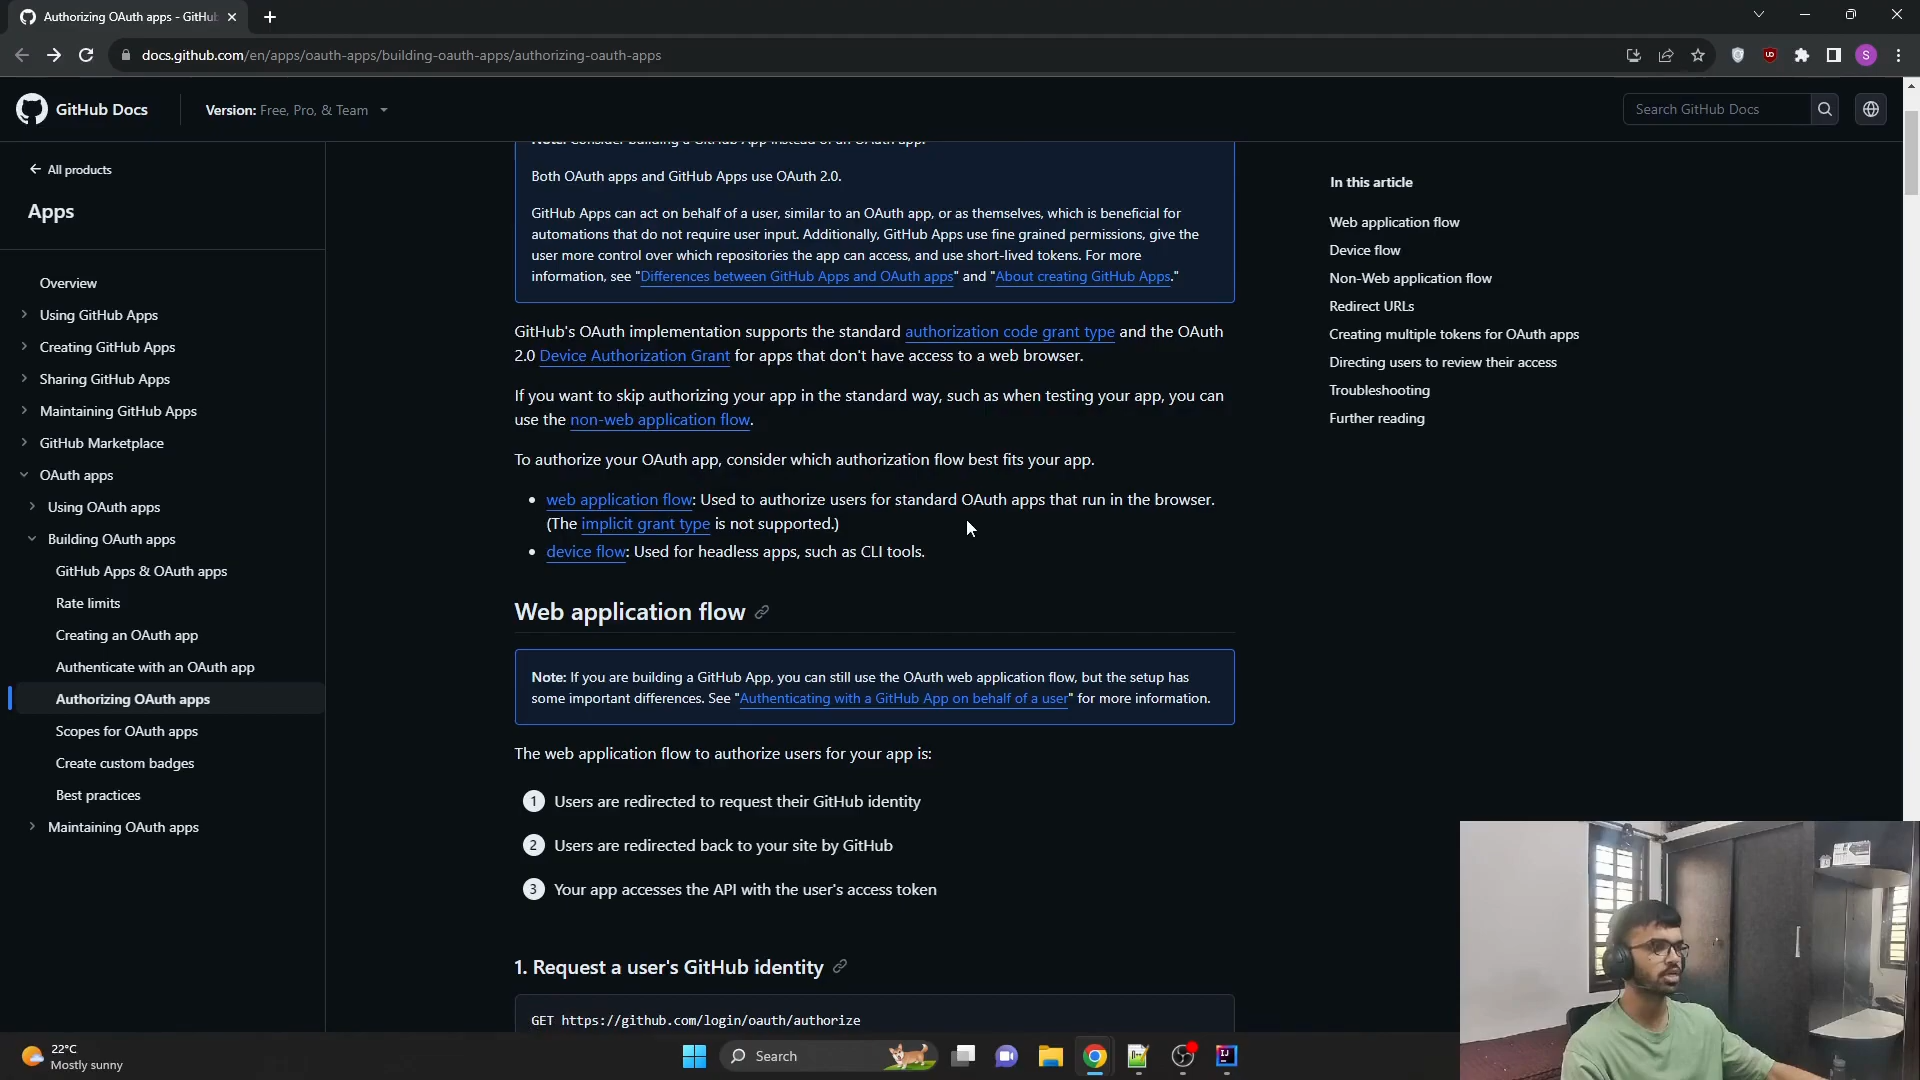 Authorizing OAuth apps - GitHub
docs.github.com/en/apps/oauth-apps/building-oauth-apps/authorizing-oauth-apps
S
GitHub Docs
Version: Free, Pro, & Team
Search GitHub Docs
All products
Apps
Overview
Using GitHub Apps
Creating GitHub Apps
Sharing GitHub Apps
Maintaining GitHub Apps
GitHub Marketplace
OAuth apps
Using OAuth apps
Building OAuth apps
GitHub Apps & OAuth apps
Rate limits
Creating an OAuth app
Authenticate with an OAuth app
Authorizing OAuth apps
Scopes for OAuth apps
Create custom badges
Best practices
Maintaining OAuth apps
Note: Consider building a GitHub App instead of an OAuth app.
Both OAuth apps and GitHub Apps use OAuth 2.0.
GitHub Apps can act on behalf of a user, similar to an OAuth app, or as themselves, which is beneficial for
automations that do not require user input. Additionally, GitHub Apps use fine grained permissions, give the
user more control over which repositories the app can access, and use short-lived tokens. For more
information, see "Differences between GitHub Apps and OAuth apps" and "About creating GitHub Apps."
GitHub's OAuth implementation supports the standard authorization code grant type and the OAuth
2.0 Device Authorization Grant for apps that don't have access to a web browser.
If you want to skip authorizing your app in the standard way, such as when testing your app, you can
use the non-web application flow.
To authorize your OAuth app, consider which authorization flow best fits your app.
• web application flow: Used to authorize users for standard OAuth apps that run in the browser.
(The implicit grant type is not supported.)
• device flow: Used for headless apps, such as CLI tools.
Web application flow
Note: If you are building a GitHub App, you can still use the OAuth web application flow, but the setup has
some important differences. See "Authenticating with a GitHub App on behalf of a user" for more information.
The web application flow to authorize users for your app is:
1 Users are redirected to request their GitHub identity
2 Users are redirected back to your site by GitHub
3 Your app accesses the API with the user's access token
1. Request a user's GitHub identity
GET https://github.com/login/oauth/authorize
In this article
Web application flow
Device flow
Non-Web application flow
Redirect URLs
Creating multiple tokens for OAuth apps
Directing users to review their access
Troubleshooting
Further reading
22°C
Mostly sunny
Search